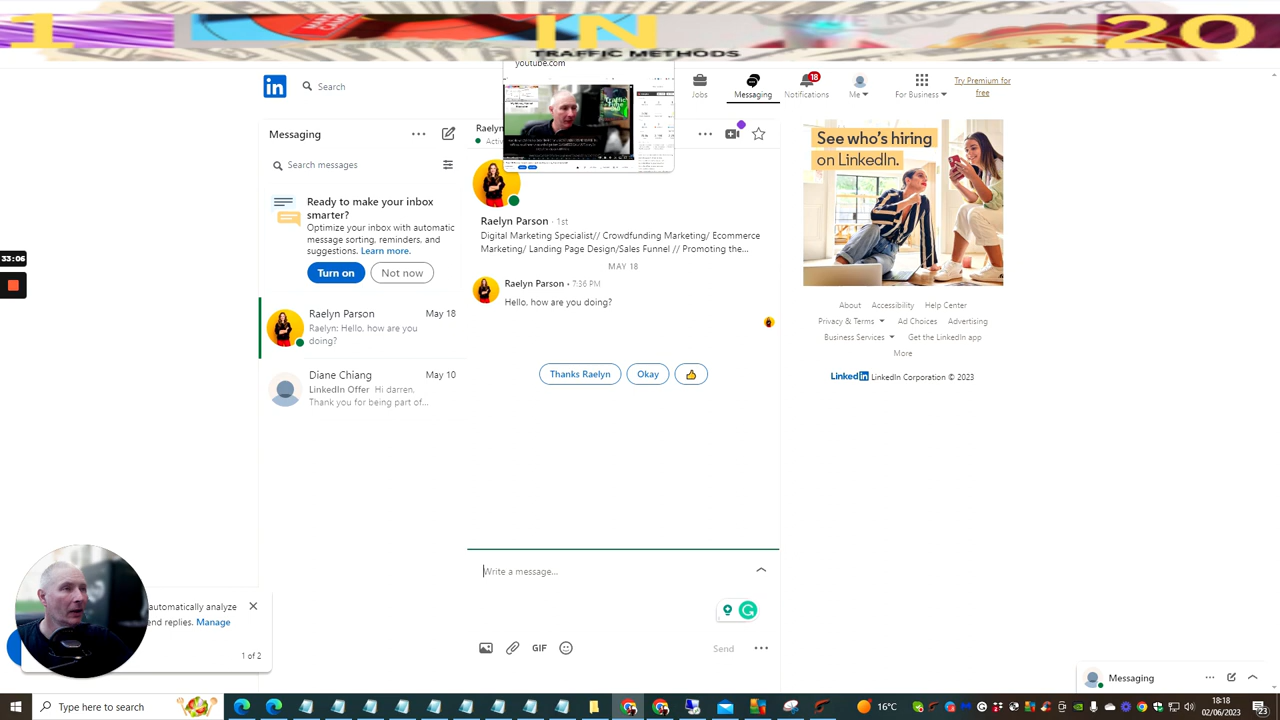 1 IN 20
TRAFFIC METHODS
youtube.com
Search
Jobs
Messaging
18
Notifications
Me
For Business
Try Premium for
free
Messaging
Search messages
Ready to make your inbox
smarter?
Optimize your inbox with automatic
message sorting, reminders, and
suggestions. Learn more.
Turn on
Not now
Raelyn Parson
May 18
Raelyn: Hello, how are you
doing?
Diane Chiang
May 10
LinkedIn Offer Hi darren,
Thank you for being part of...
Raelyn Parson · 1st
Digital Marketing Specialist// Crowdfunding Marketing/ Ecommerce
Marketing/ Landing Page Design/Sales Funnel // Promoting the...
MAY 18
Raelyn Parson • 7:36 PM
Hello, how are you doing?
Thanks Raelyn
Okay
Write a message...
GIF
Send
See who's hiring
on LinkedIn.
About Accessibility Help Center
Privacy & Terms Ad Choices Advertising
Business Services Get the LinkedIn app
More
LinkedIn LinkedIn Corporation © 2023
33:06
automatically analyze
Manage
1 of 2
Messaging
Type here to search
16°C
18:18
02/06/2023